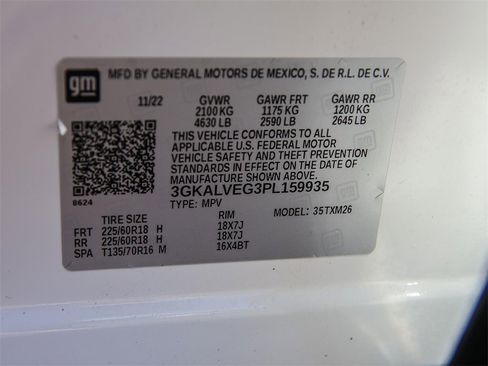 gm
MFD BY GENERAL MOTORS DE MEXICO, S. DE R.L. DE C.V.
11/22 GVWR GAWR FRT GAWR RR
2100 KG 1175 KG 1200 KG
4630 LB 2590 LB 2645 LB
THIS VEHICLE CONFORMS TO ALL
APPLICABLE U.S. FEDERAL MOTOR
VEHICLE SAFETY AND THEFT PREVENTION
STANDARDS IN EFFECT ON THE DATE OF
MANUFACTURE SHOWN ABOVE.
3GKALVEG3PL159935
8624 TYPE: MPV MODEL: 35TXM26
TIRE SIZE RIM
FRT 225/60R18 H 18X7J
RR 225/60R18 H 18X7J
SPA T135/70R16 M 16X4BT